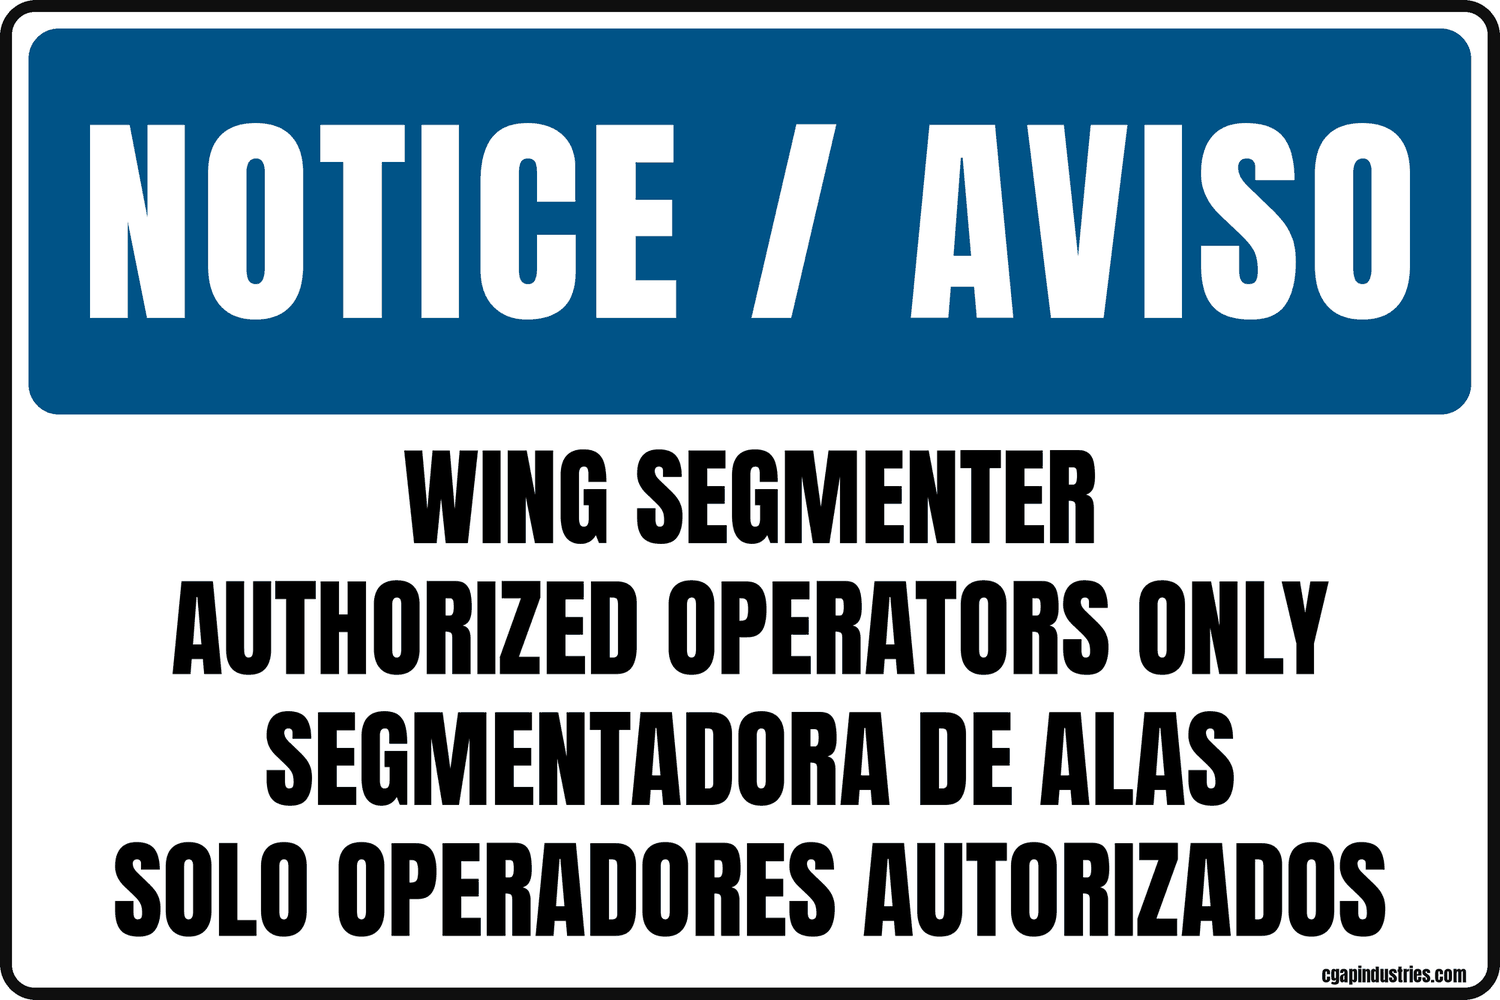 NOTICE / AVISO
WING SEGMENTER
AUTHORIZED OPERATORS ONLY
SEGMENTADORA DE ALAS
SOLO OPERADORES AUTORIZADOS
cgapindustries.com